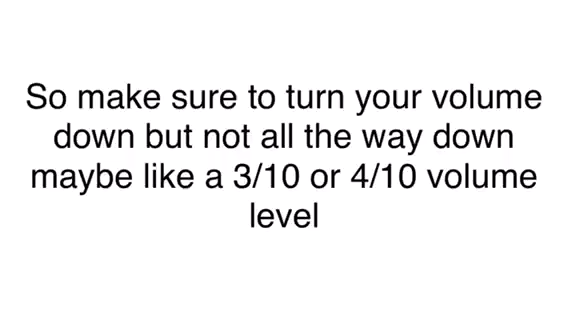 So make sure to turn your volume
down but not all the way down
maybe like a 3/10 or 4/10 volume
level